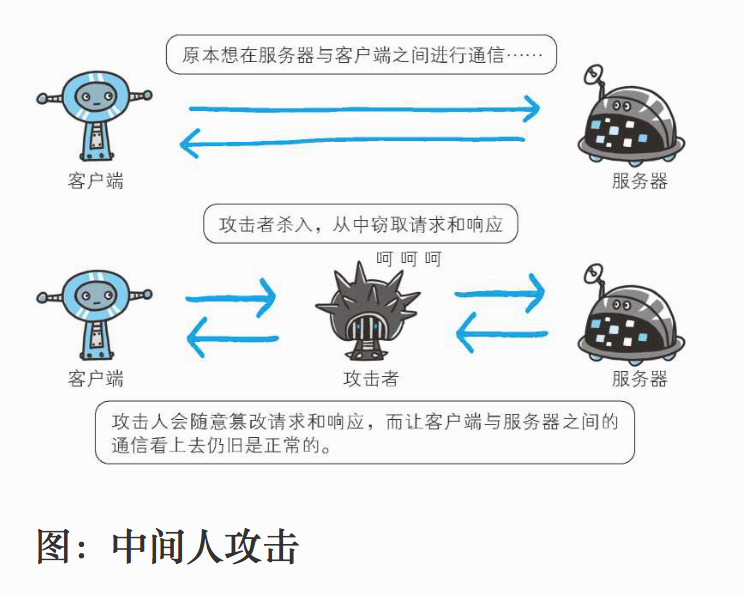 原本想在服务器与客户端之间进行通信……
客户端
服务器
攻击者杀入，从中窃取请求和响应
呵 呵 呵
客户端
攻击者
服务器
攻击人会随意篡改请求和响应，而让客户端与服务器之间的
通信看上去仍旧是正常的。
图：中间人攻击